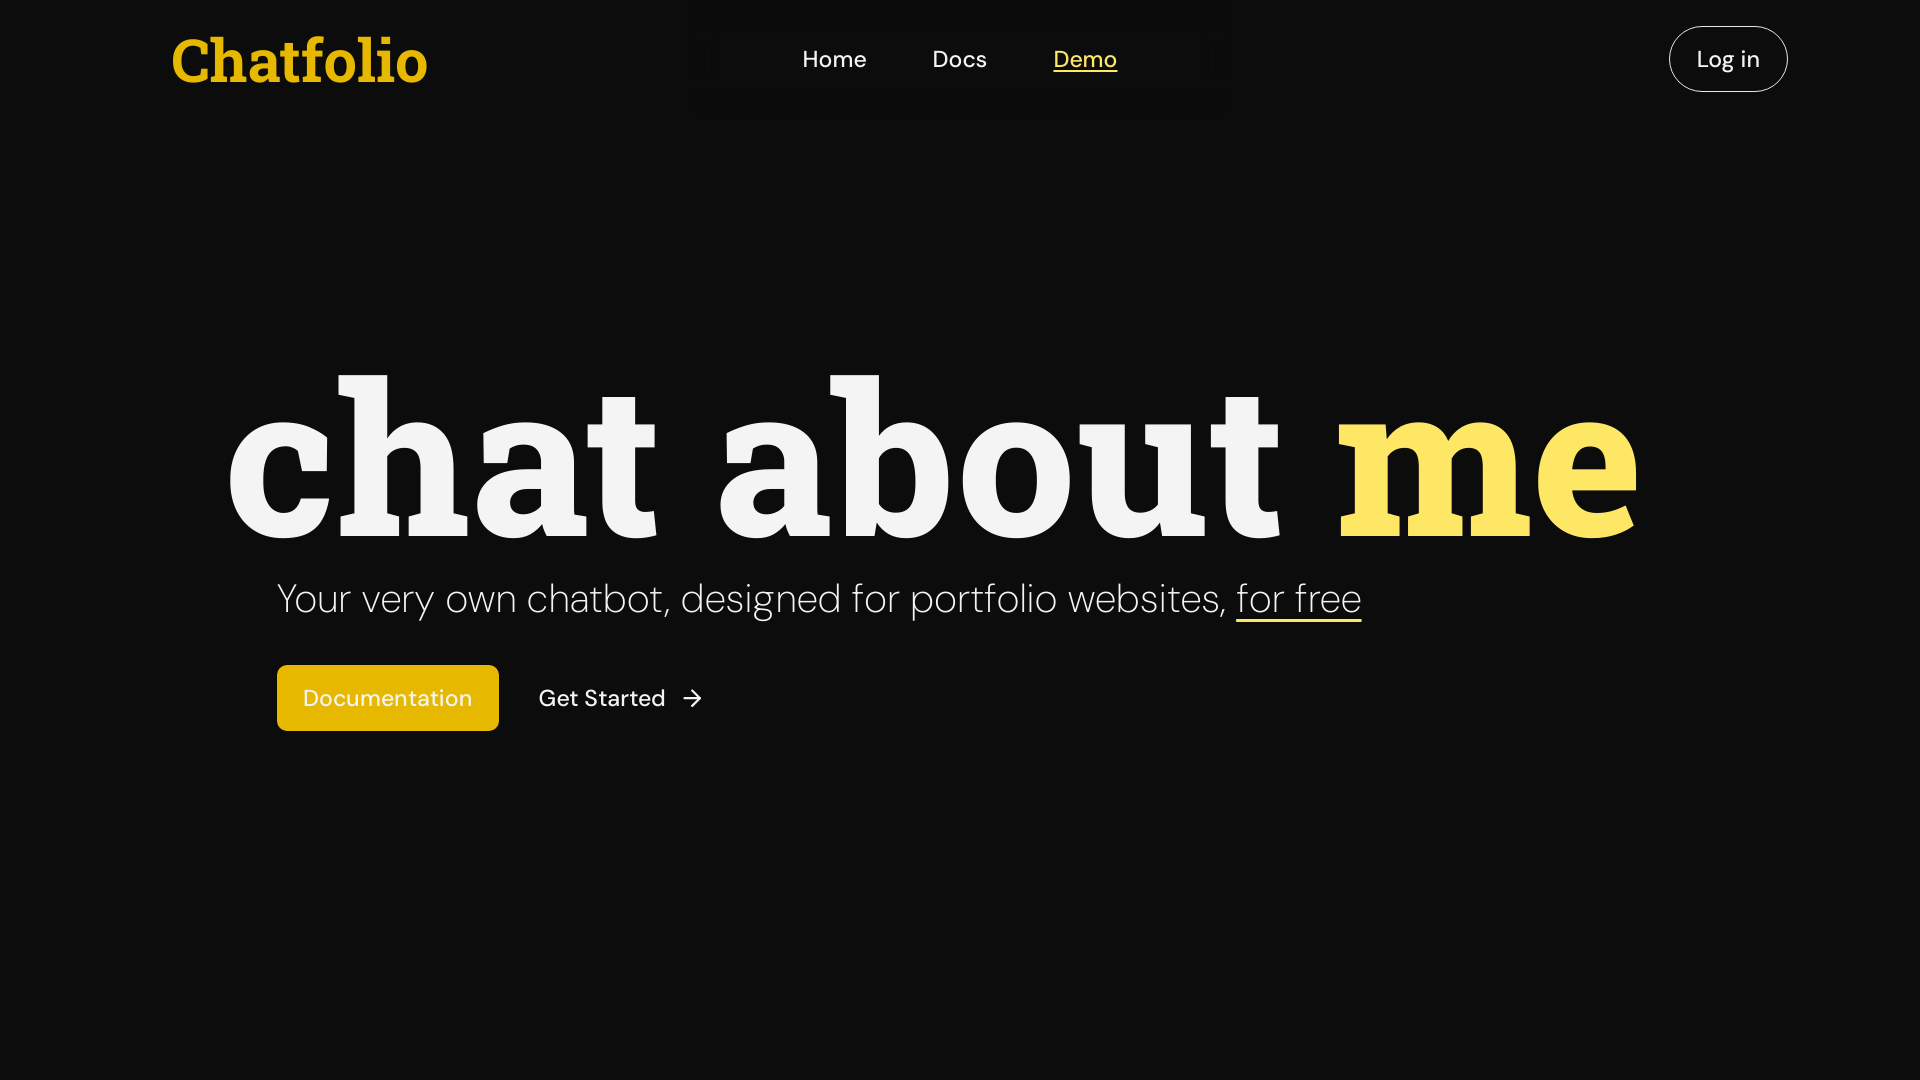 Chatfolio
Home Docs Demo
Log in
chat about me
Your very own chatbot, designed for portfolio websites, for free
Documentation Get Started →